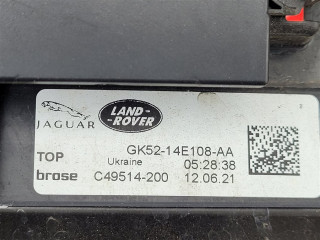 JAGUAR
LAND-
ROVER
GK52-14E108-AA
TOP
Ukraine
05:28:38
brose
C49514-200
12.06.21